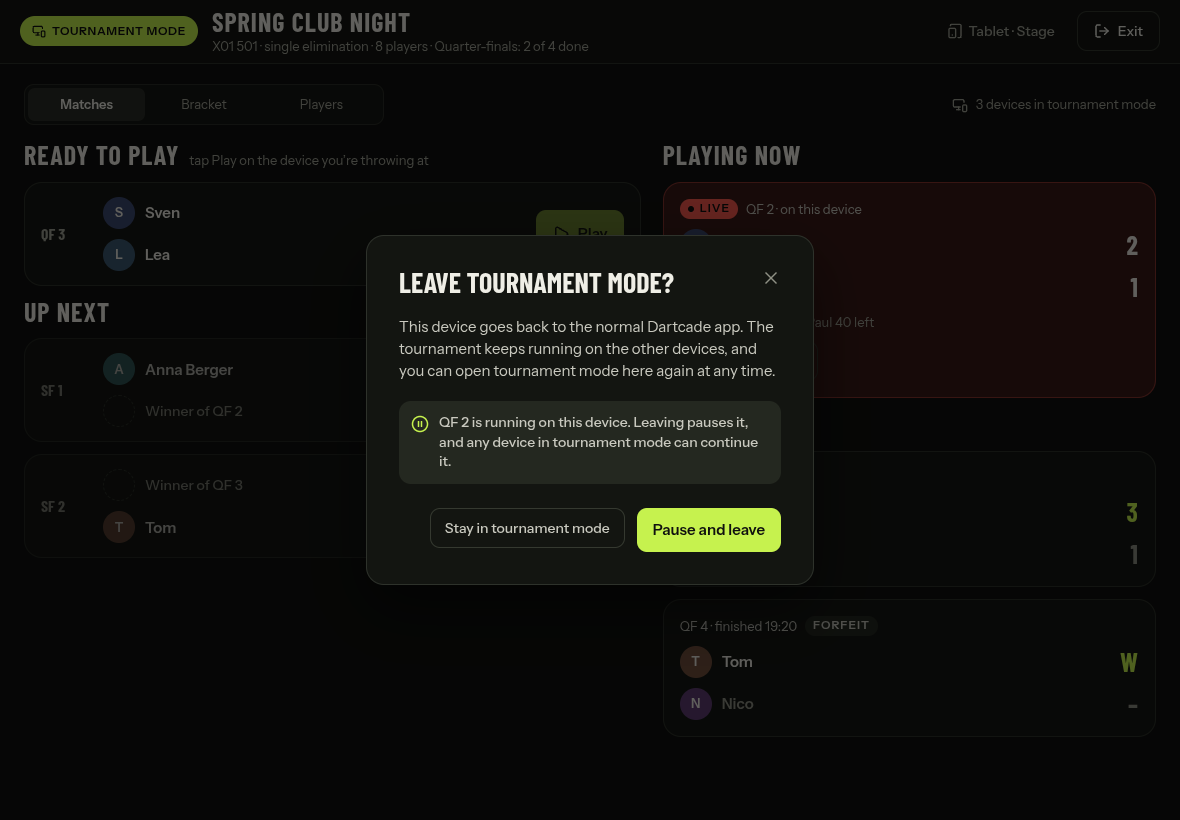 TOURNAMENT MODE
SPRING CLUB NIGHT
X01 501 · single elimination · 8 players · Quarter-finals: 2 of 4 done
Tablet · Stage
Exit
Matches
Bracket
Players
3 devices in tournament mode
READY TO PLAY
tap Play on the device you're throwing at
QF 3
S
Sven
L
Lea
Play
UP NEXT
SF 1
A
Anna Berger
Winner of QF 2
SF 2
Winner of QF 3
T
Tom
PLAYING NOW
LIVE
QF 2 · on this device
2
1
40 left
3
1
QF 4 · finished 19:20
FORFEIT
T
Tom
W
N
Nico
–
LEAVE TOURNAMENT MODE?
This device goes back to the normal Dartcade app. The
tournament keeps running on the other devices, and
you can open tournament mode here again at any time.
QF 2 is running on this device. Leaving pauses it,
and any device in tournament mode can continue
it.
Stay in tournament mode
Pause and leave